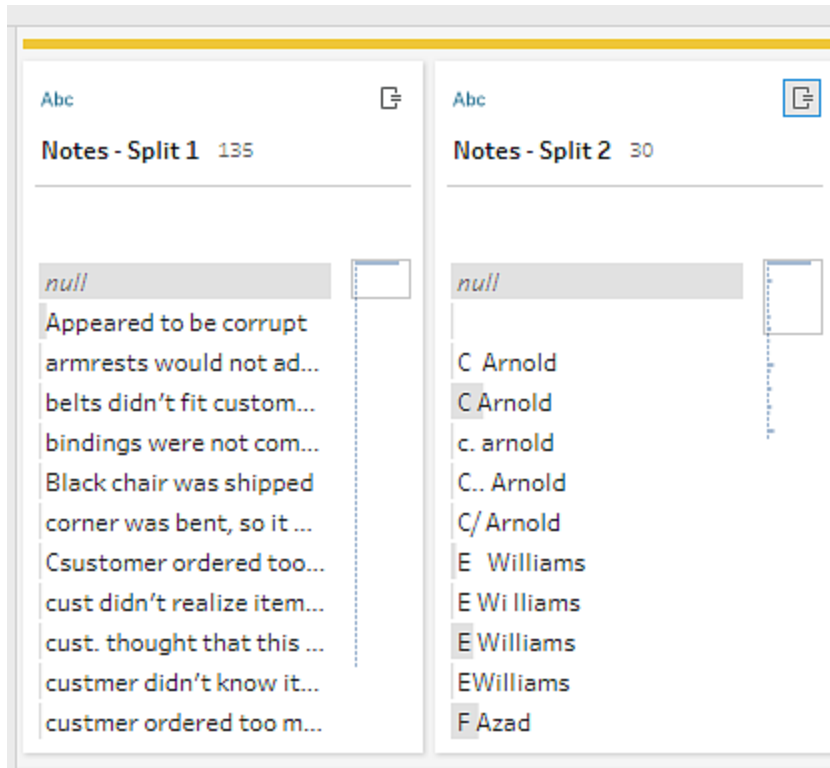 Abc
Notes - Split 1 135
null
Appeared to be corrupt
armrests would not ad...
belts didn’t fit custom...
bindings were not com...
Black chair was shipped
corner was bent, so it ...
Csustomer ordered too...
cust didn’t realize item...
cust. thought that this ...
custmer didn’t know it...
custmer ordered too m...
Abc
Notes - Split 2 30
null
C  Arnold
C Arnold
c. arnold
C.. Arnold
C/ Arnold
E   Williams
E Wi lliams
E Williams
EWilliams
F Azad